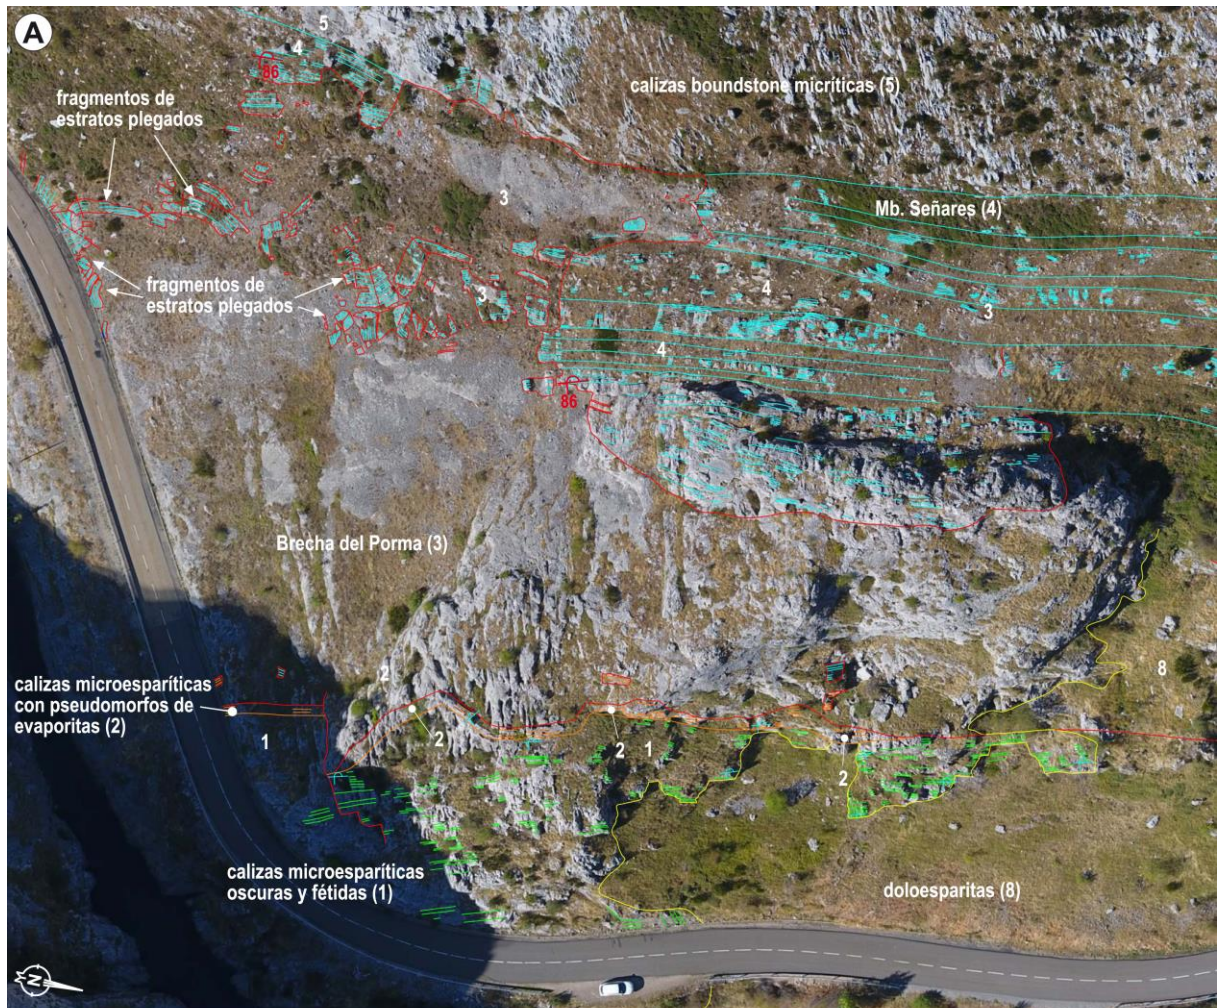 A
5
4
86
calizas boundstone micríticas (5)
fragmentos de
estratos plegados
3
Mb. Señares (4)
fragmentos de
estratos plegados
3
4
3
4
86
Brecha del Porma (3)
2
8
calizas microesparíticas
con pseudomorfos de
evaporitas (2)
1
2
2
1
2
calizas microesparíticas
oscuras y fétidas (1)
doloesparitas (8)
N